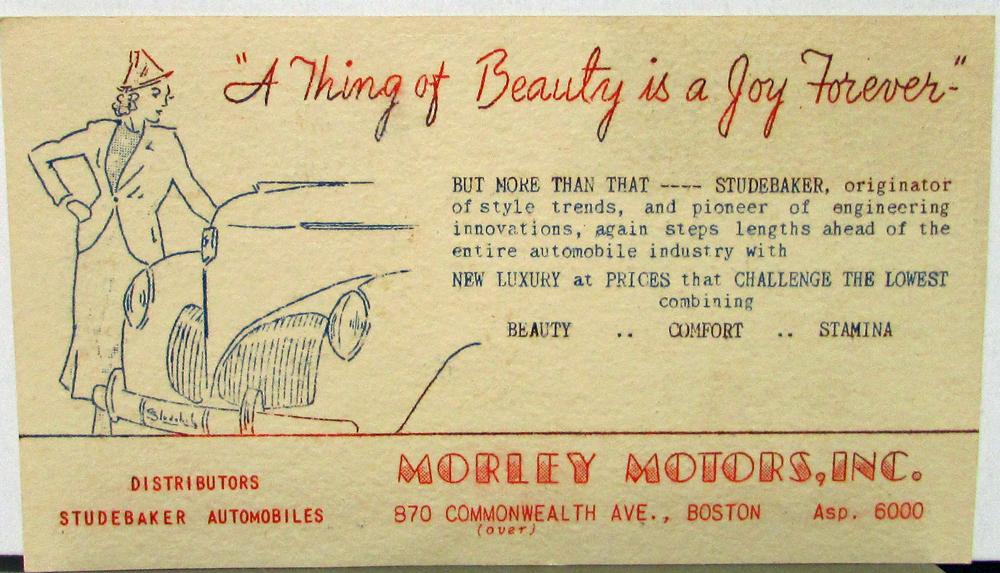 "A Thing of Beauty is a Joy Forever-"
BUT MORE THAN THAT ---- STUDEBAKER, originator
of style trends, and pioneer of engineering
innovations, again steps lengths ahead of the
entire automobile industry with
NEW LUXURY at PRICES that CHALLENGE THE LOWEST
combining
BEAUTY .. COMFORT .. STAMINA
MORLEY MOTORS, INC.
DISTRIBUTORS
STUDEBAKER AUTOMOBILES
870 COMMONWEALTH AVE., BOSTON Asp. 6000
(over)